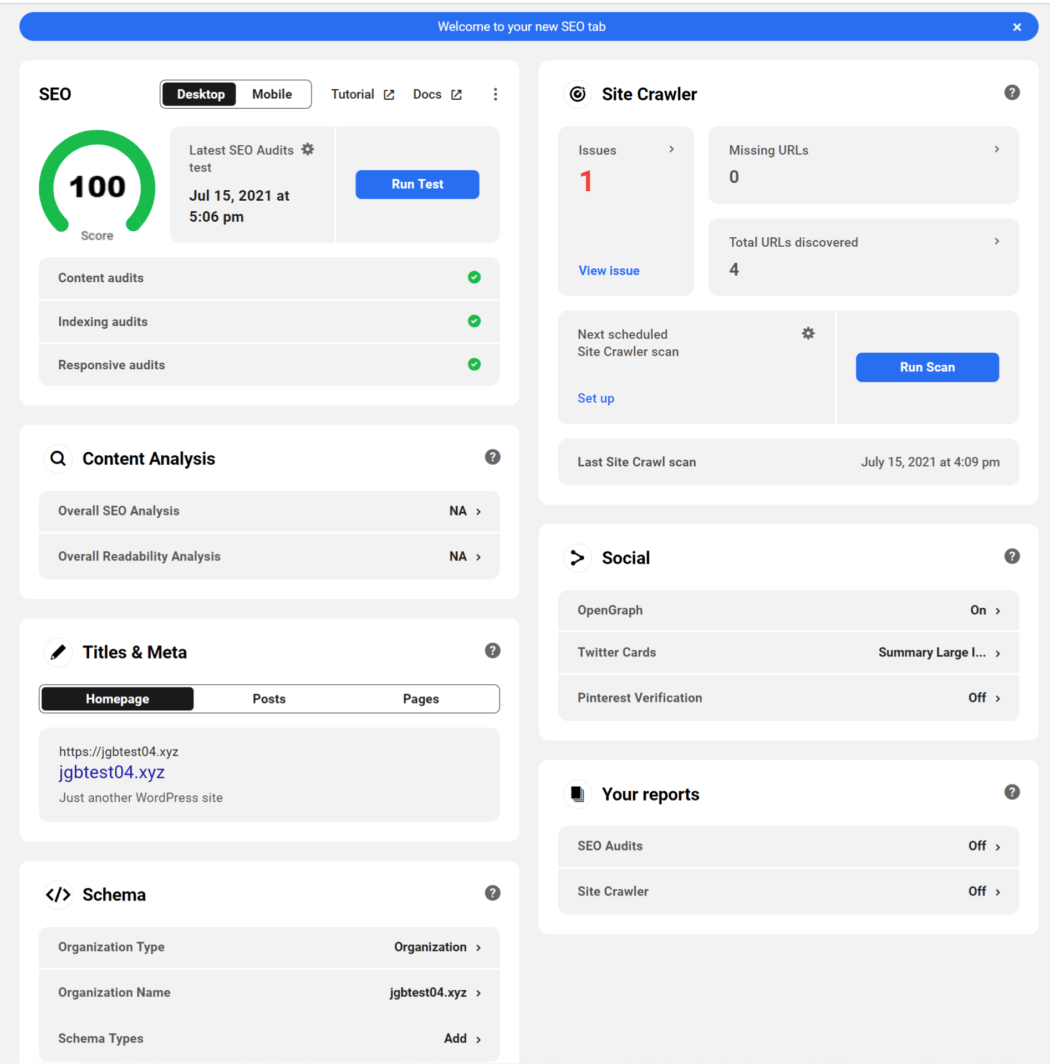 Welcome to your new SEO tab
SEO
Desktop
Mobile
Tutorial
Docs
100
Score
Latest SEO Audits
test
Jul 15, 2021 at
5:06 pm
Run Test
Content audits
Indexing audits
Responsive audits
Content Analysis
Overall SEO Analysis NA
Overall Readability Analysis NA
Titles & Meta
Homepage
Posts
Pages
https://jgbtest04.xyz
jgbtest04.xyz
Just another WordPress site
Schema
Organization Type Organization
Organization Name jgbtest04.xyz
Schema Types Add
Site Crawler
Issues
1
View issue
Missing URLs
0
Total URLs discovered
4
Next scheduled
Site Crawler scan
Set up
Run Scan
Last Site Crawl scan July 15, 2021 at 4:09 pm
Social
OpenGraph On
Twitter Cards Summary Large I...
Pinterest Verification Off
Your reports
SEO Audits Off
Site Crawler Off